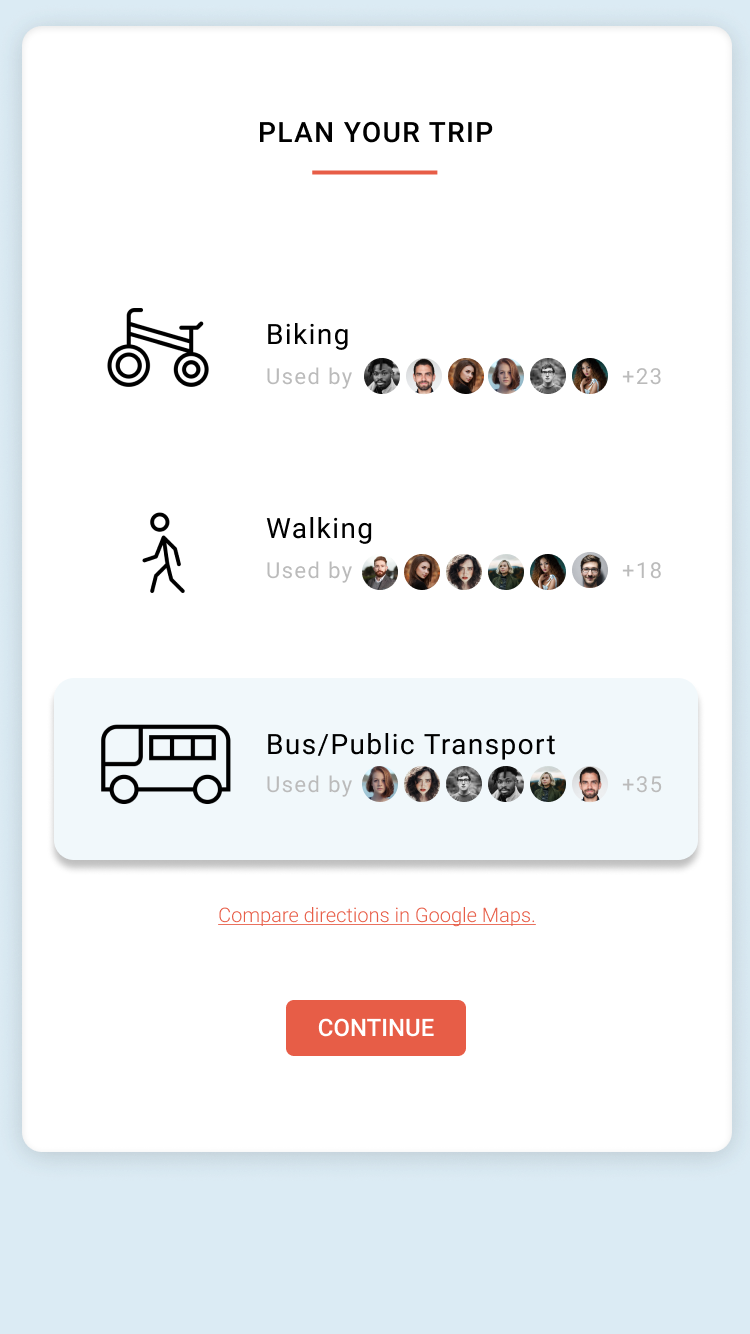 PLAN YOUR TRIP
Biking
Used by +23
Walking
Used by +18
Bus/Public Transport
Used by +35
Compare directions in Google Maps.
CONTINUE